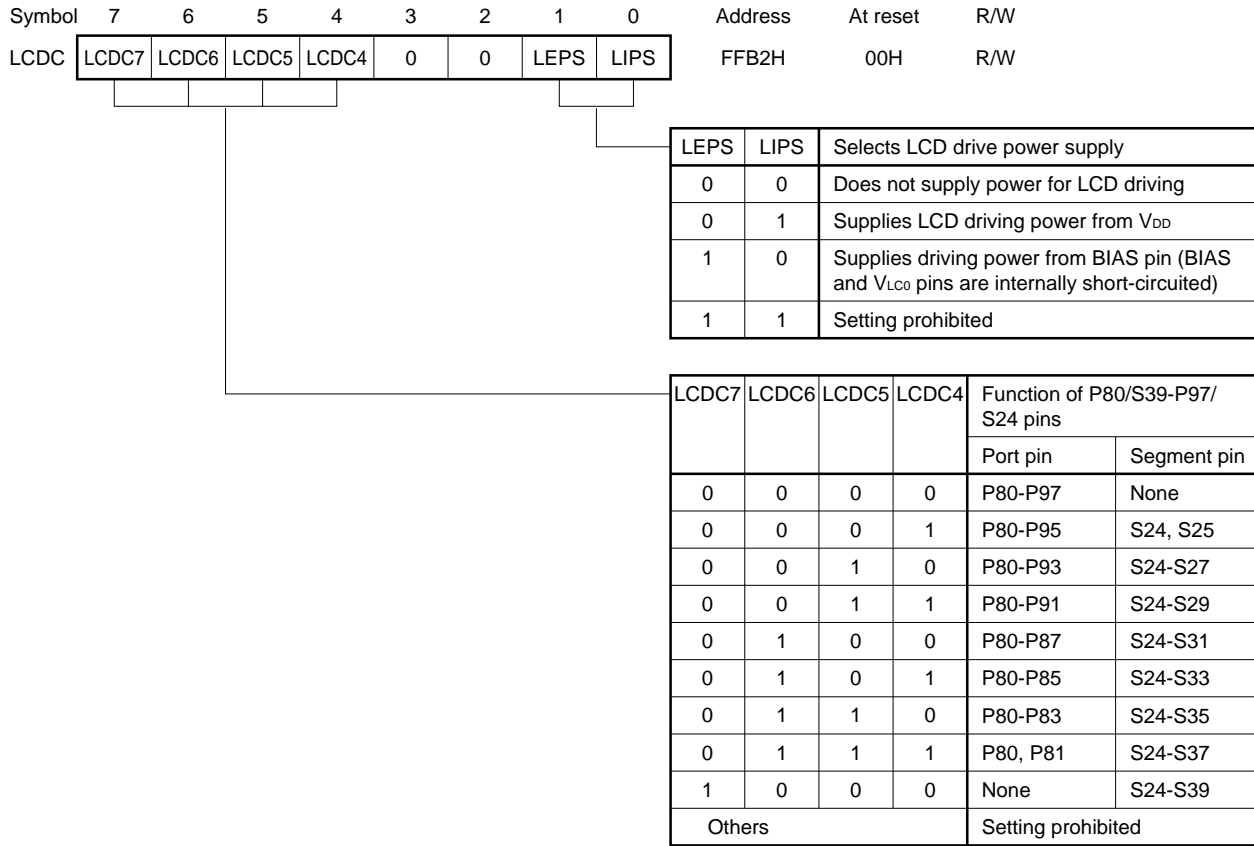 Symbol 7 6 5 4 3 2 1 0 Address At reset R/W
LCDC LCDC7 LCDC6 LCDC5 LCDC4 0 0 LEPS LIPS FFB2H 00H R/W
LEPS LIPS Selects LCD drive power supply
0 0 Does not supply power for LCD driving
0 1 Supplies LCD driving power from VDD
1 0 Supplies driving power from BIAS pin (BIAS
and VLC0 pins are internally short-circuited)
1 1 Setting prohibited
LCDC7 LCDC6 LCDC5 LCDC4 Function of P80/S39-P97/
S24 pins
Port pin Segment pin
0 0 0 0 P80-P97 None
0 0 0 1 P80-P95 S24, S25
0 0 1 0 P80-P93 S24-S27
0 0 1 1 P80-P91 S24-S29
0 1 0 0 P80-P87 S24-S31
0 1 0 1 P80-P85 S24-S33
0 1 1 0 P80-P83 S24-S35
0 1 1 1 P80, P81 S24-S37
1 0 0 0 None S24-S39
Others Setting prohibited